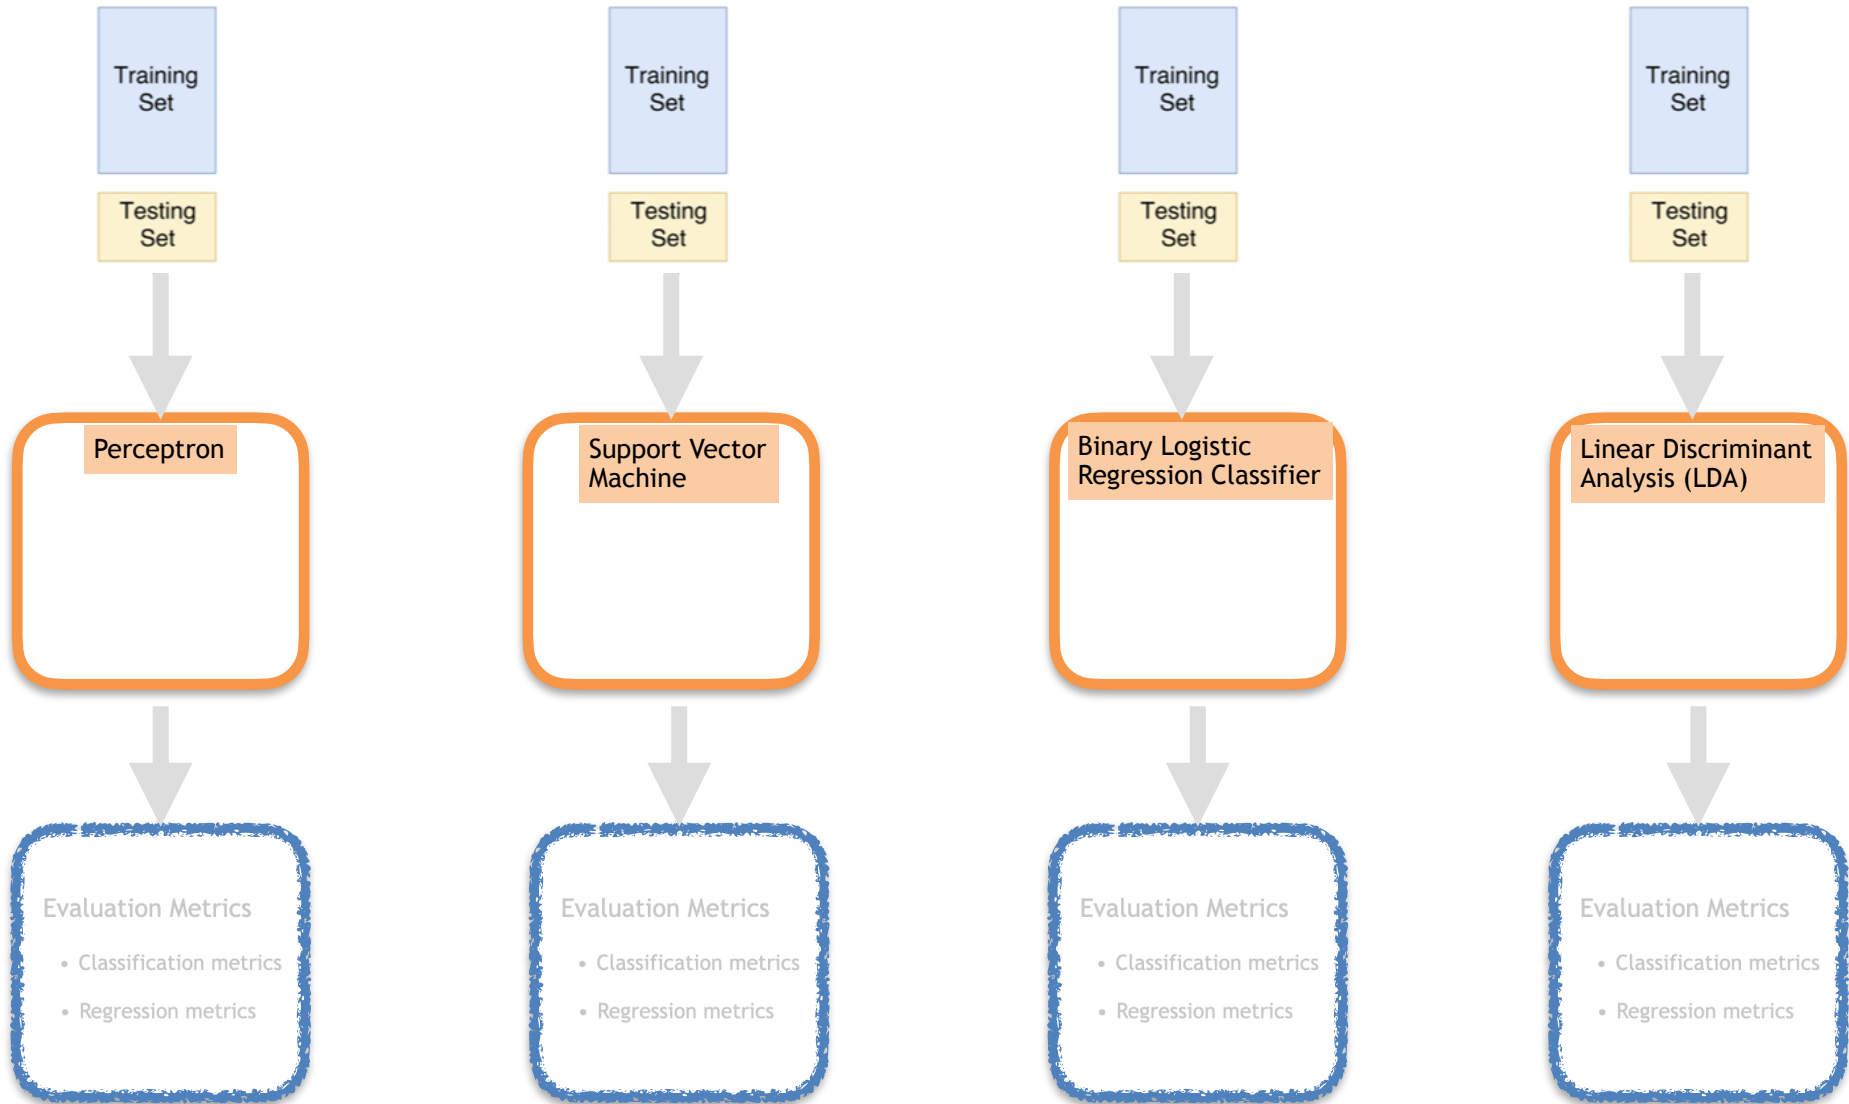 Training
Set
Testing
Set
Perceptron
Evaluation Metrics
• Classification metrics
• Regression metrics
Training
Set
Testing
Set
Support Vector
Machine
Evaluation Metrics
• Classification metrics
• Regression metrics
Training
Set
Testing
Set
Binary Logistic
Regression Classifier
Evaluation Metrics
• Classification metrics
• Regression metrics
Training
Set
Testing
Set
Linear Discriminant
Analysis (LDA)
Evaluation Metrics
• Classification metrics
• Regression metrics